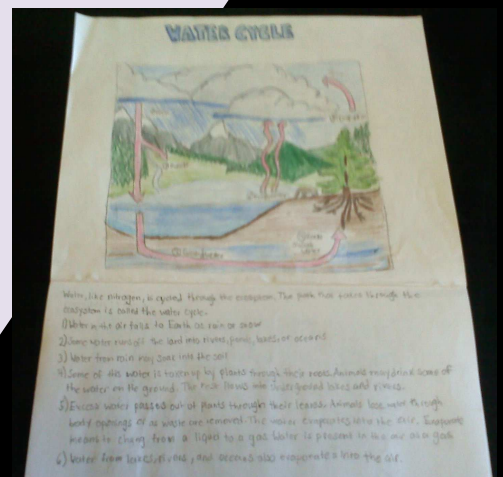 WATER CYCLE
Water, like nitrogen, is cycled through the ecosystem. The path that water through the
ecosystem is called the water cycle.
1) Water in the air falls to Earth as rain or snow
2) Some water runs off the land into rivers, ponds, lakes, or oceans
3) Water from rain may soak into the soil
4) Some of this water is taken up by plants through their roots. Animals may drink some of
the water on the ground. The rest forms into underground lakes and rivers.
5) Excess water passes out of plants through their leaves. Animals lose water through
body openings or as waste are removed. The water evaporates into the air.
means to chang from a liquid to a gas Water is present in the air as a gas
6) Water from lakes, rivers, and oceans also evaporates into the air.